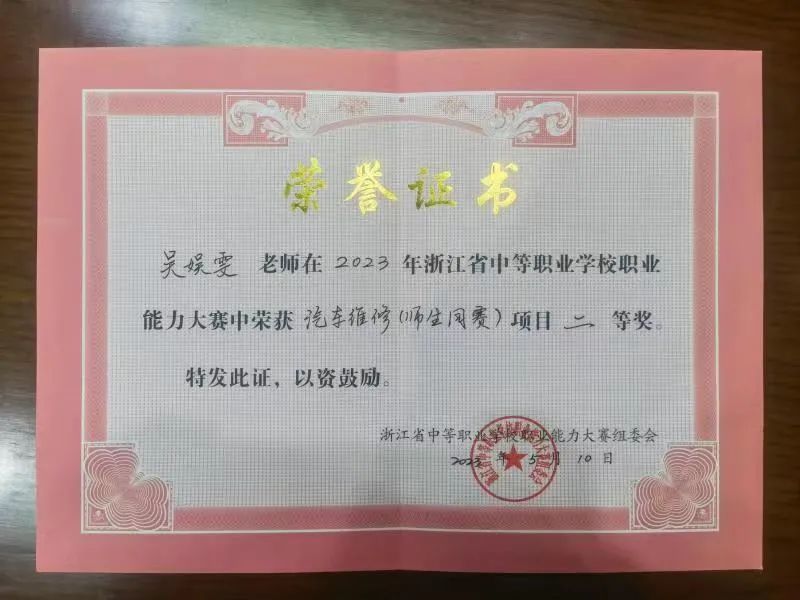 荣誉证书
吴娱雯 老师在 2023 年浙江省中等职业学校职业
能力大赛中荣获 汽车维修(师生同赛) 项目 二 等奖。
特发此证，以资鼓励。
浙江省中等职业学校职业能力大赛组委会
2023 年 5 月 10 日